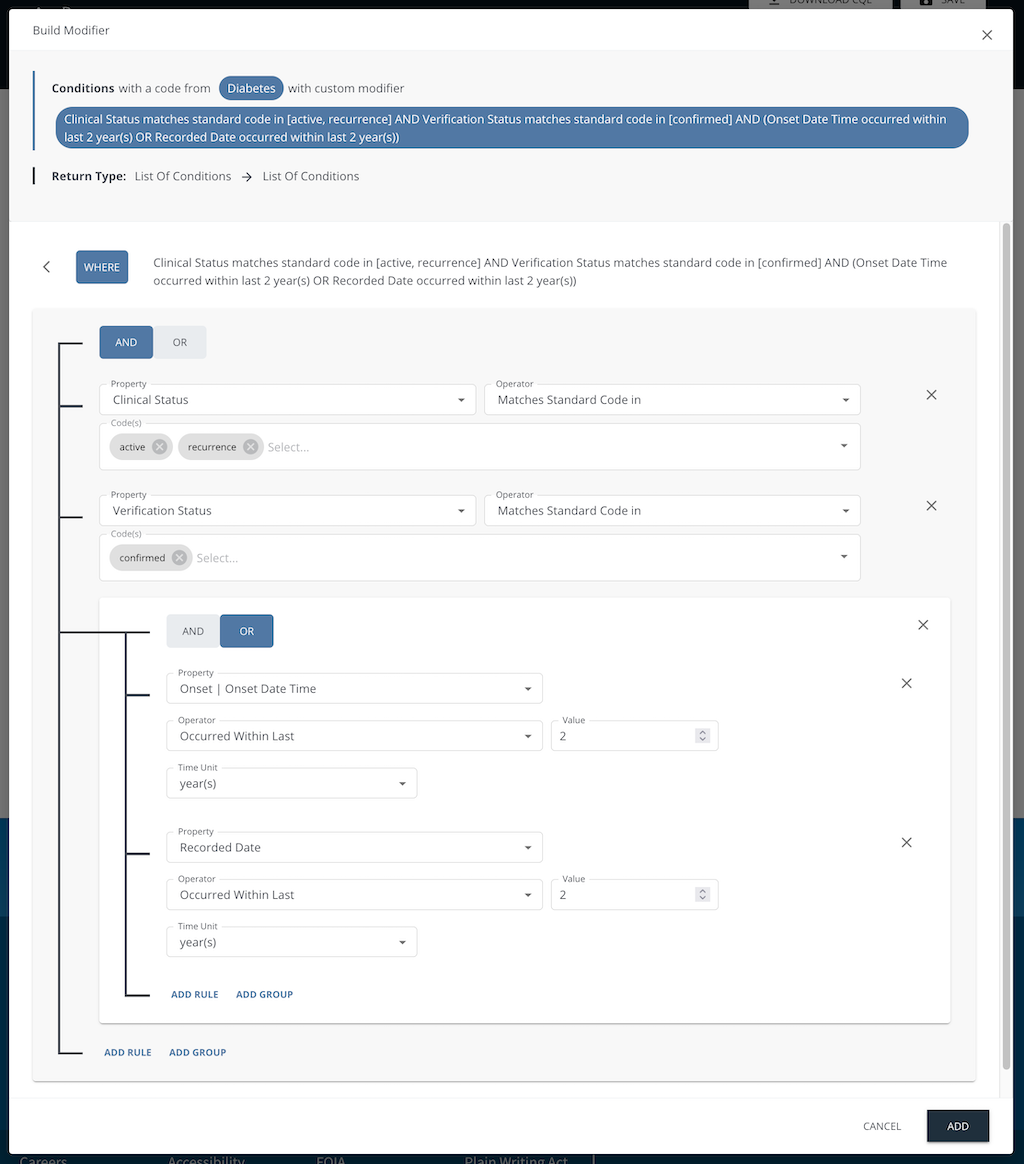 DOWNLOAD CQL
SAVE
Build Modifier
Conditions with a code from Diabetes with custom modifier
Clinical Status matches standard code in [active, recurrence] AND Verification Status matches standard code in [confirmed] AND (Onset Date Time occurred within
last 2 year(s) OR Recorded Date occurred within last 2 year(s))
Return Type: List Of Conditions → List Of Conditions
WHERE
Clinical Status matches standard code in [active, recurrence] AND Verification Status matches standard code in [confirmed] AND (Onset Date Time
occurred within last 2 year(s) OR Recorded Date occurred within last 2 year(s))
AND OR
Property Operator
Clinical Status Matches Standard Code in
Code(s)
active recurrence Select...
Property Operator
Verification Status Matches Standard Code in
Code(s)
confirmed Select...
AND OR
Property
Onset | Onset Date Time
Operator Value
Occurred Within Last 2
Time Unit
year(s)
Property
Recorded Date
Operator Value
Occurred Within Last 2
Time Unit
year(s)
ADD RULE ADD GROUP
ADD RULE ADD GROUP
CANCEL ADD
Careers Accessibility FOIA Plain Writing Act